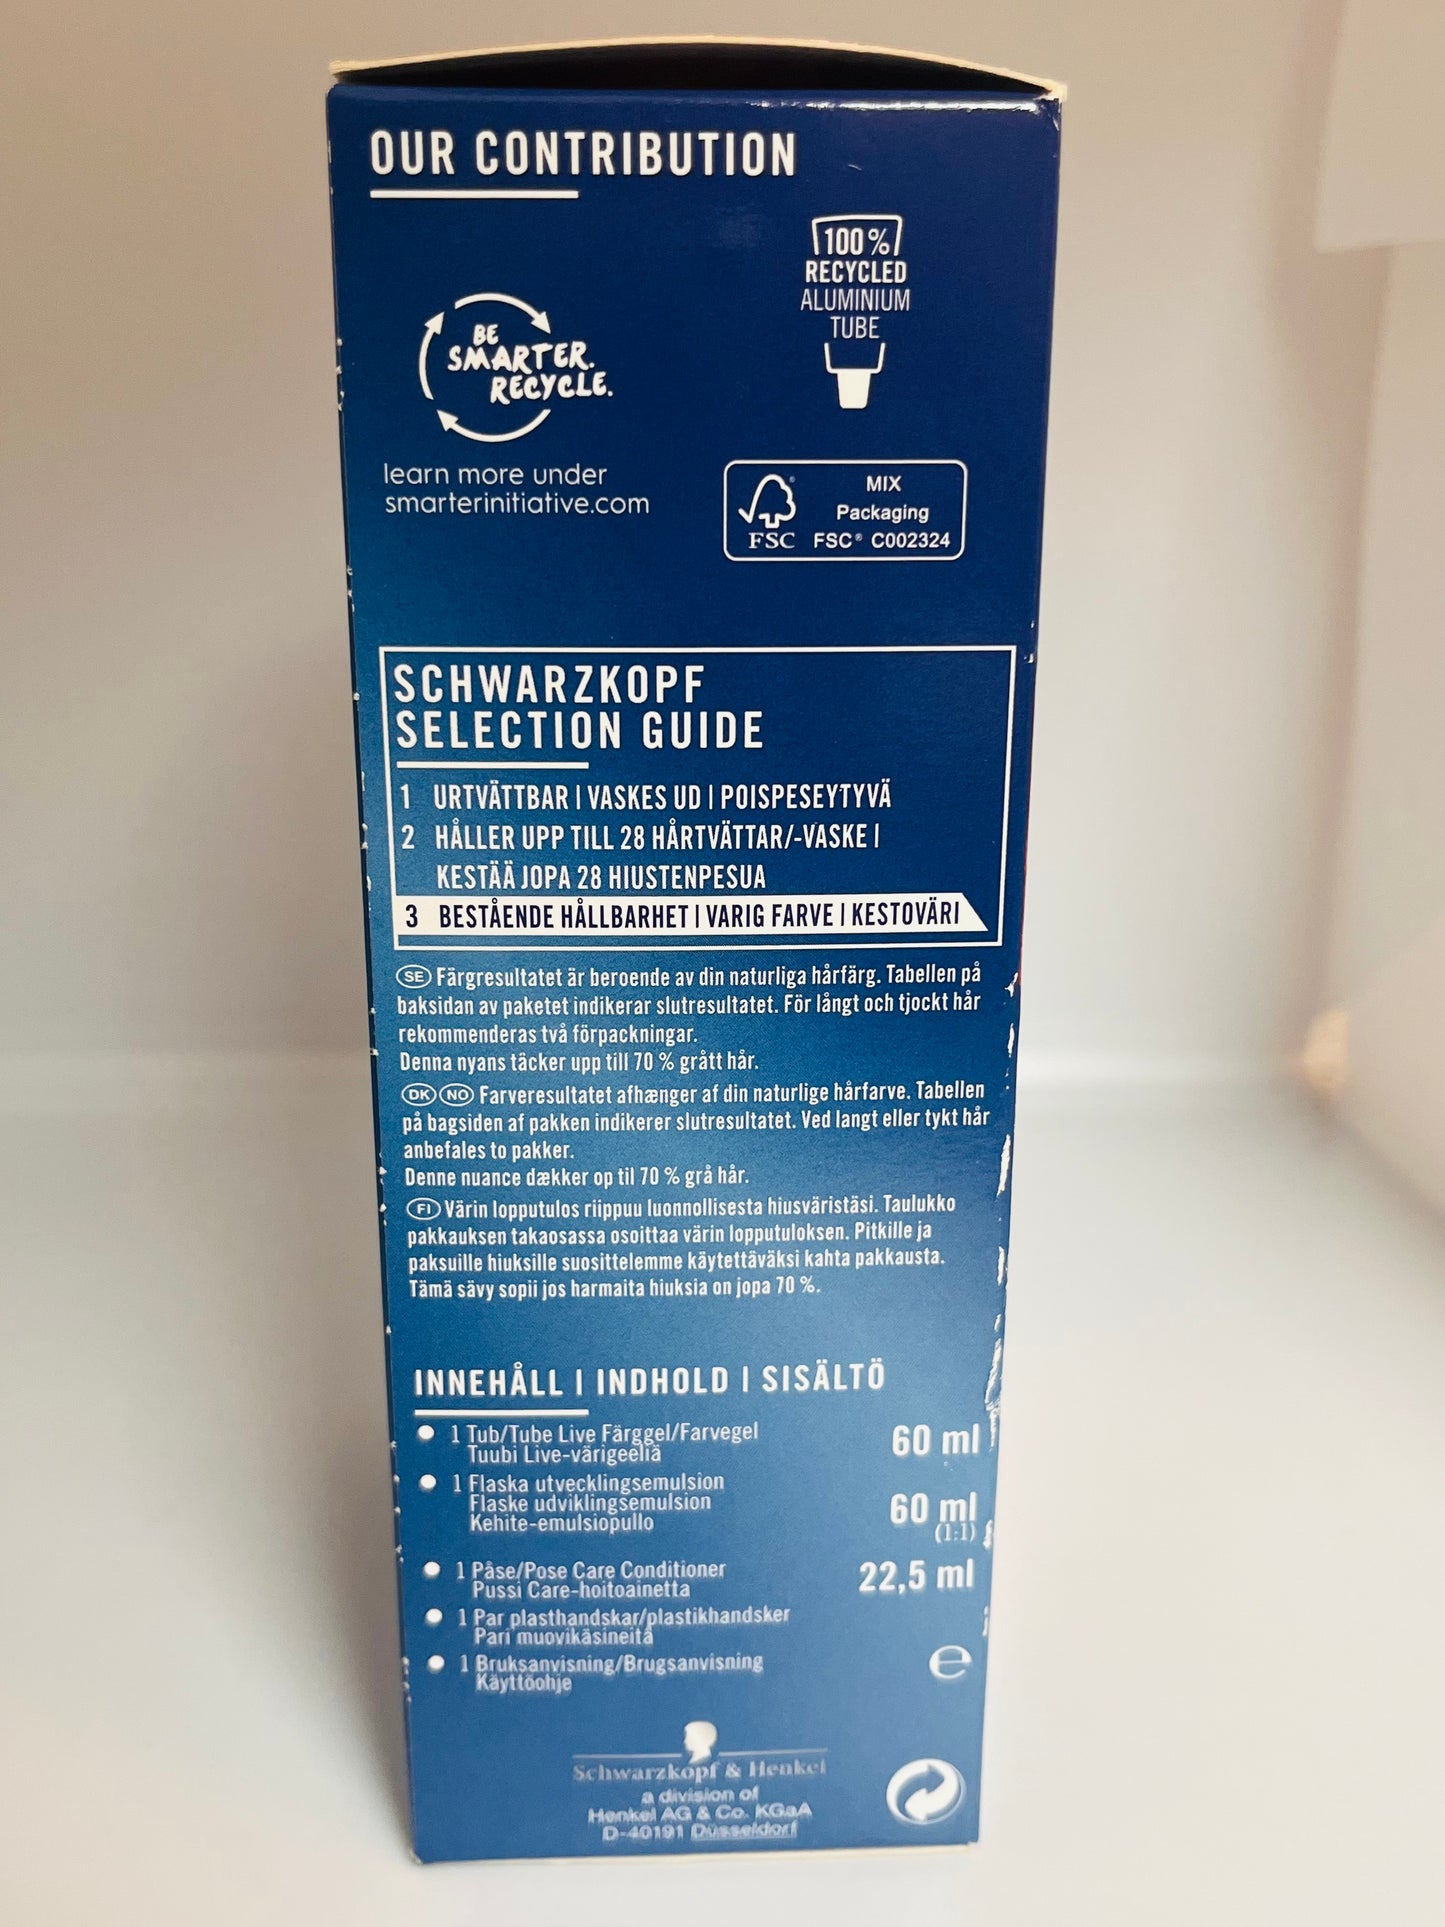 OUR CONTRIBUTION
100 %
RECYCLED
ALUMINIUM
TUBE
BE
SMARTER.
RECYCLE.
learn more under
smarterinitiative.com
MIX
Packaging
FSC FSC® C002324
SCHWARZKOPF
SELECTION GUIDE
1 URTVÄTTBAR | VASKES UD | POISPESEYTYVÄ
2 HÅLLER UPP TILL 28 HÅRTVÄTTAR/-VASKE |
KESTÄÄ JOPA 28 HIUSTENPESUA
3 BESTÅENDE HÅLLBARHET | VARIG FARVE | KESTOVÄRI
SE Färgresultatet är beroende av din naturliga hårfärg. Tabellen på
baksidan av paketet indikerar slutresultatet. För långt och tjockt hår
rekommenderas två förpackningar.
Denna nyans täcker upp till 70 % grått hår.
DK NO Farveresultatet afhænger af din naturlige hårfarve. Tabellen
på bagsiden af pakken indikerer slutresultatet. Ved langt eller tykt hår
anbefales to pakker.
Denne nuance dækker op til 70 % grå hår.
FI Värin lopputulos riippuu luonnollisesta hiusväristäsi. Taulukko
pakkauksen takaosassa osoittaa värin lopputuloksen. Pitkille ja
paksuille hiuksille suosittelemme käytettäväksi kahta pakkausta.
Tämä sävy sopii jos harmaita hiuksia on jopa 70 %.
INNEHÅLL | INDHOLD | SISÄLTÖ
1 Tub/Tube Live Färggel/Farvegel
Tuubi Live-värigeeliä
60 ml
1 Flaska utvecklingsemulsion
Flaske udviklingsemulsion
Kehite-emulsiopullo
60 ml
(1:1)
1 Påse/Pose Care Conditioner
Pussi Care-hoitoainetta
22,5 ml
1 Par plasthandskar/plastikhandsker
Pari muovikäsineitä
1 Bruksanvisning/Brugsanvisning
Käyttöohje
℮
Schwarzkopf & Henkel
a division of
Henkel AG & Co. KGaA
D-40191 Düsseldorf